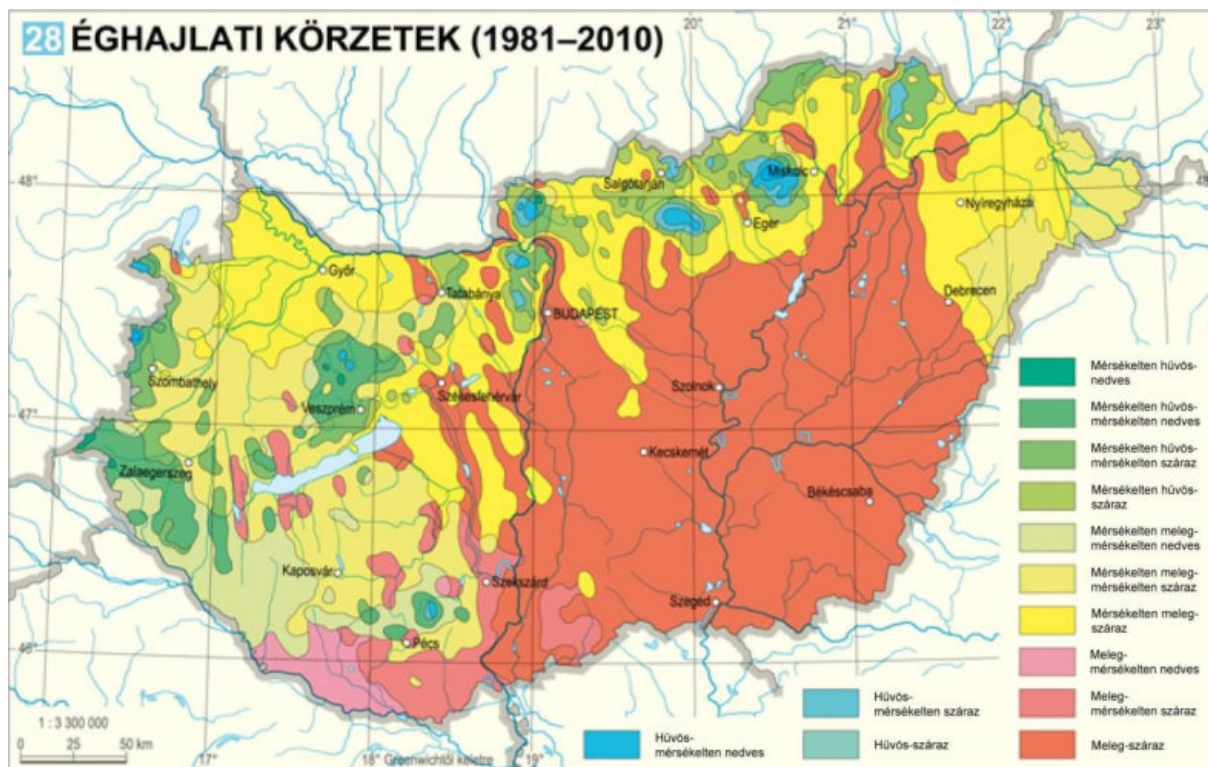 28 ÉGHAJLATI KÖRZETEK (1981–2010)
20°
21°
22°
23°
48°
48
Salgótarján
Miskolc
Nyíregyháza
Eger
Győr
Tatabánya
Debrecen
BUDAPEST
Szombathely
Székesfehérvár
Szolnok
47°
Veszprém
Zalaegerszeg
Kecskemét
Békéscsaba
Kaposvár
Szekszárd
Szeged
46°
Pécs
Mérsékelten hűvös-
nedves
Mérsékelten hűvös-
mérsékelten nedves
Mérsékelten hűvös-
mérsékelten száraz
Mérsékelten hűvös-
száraz
Mérsékelten meleg-
mérsékelten nedves
Mérsékelten meleg-
mérsékelten száraz
Mérsékelten meleg-
száraz
Meleg-
mérsékelten nedves
Meleg-
mérsékelten száraz
Meleg-száraz
Hűvös-
mérsékelten száraz
Hűvös-száraz
Hűvös-
mérsékelten nedves
1 : 3 300 000
0 25 50 km
17°
18° Greenwichtől keletre
19°